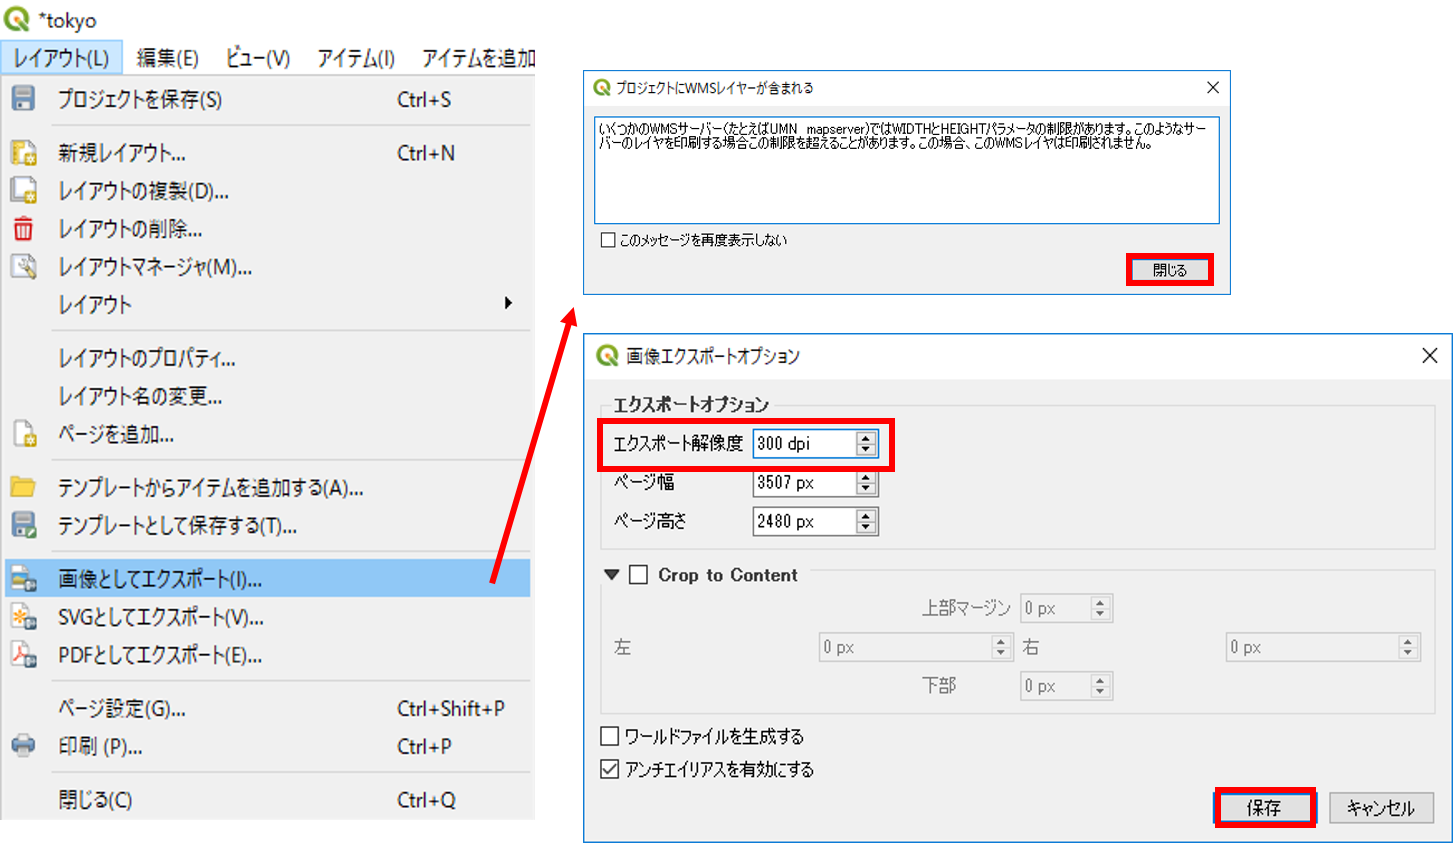 *tokyo
レイアウト(L) 編集(E) ビュー(V) アイテム(I) アイテムを追加
プロジェクトを保存(S) Ctrl+S
新規レイアウト... Ctrl+N
レイアウトの複製(D)...
レイアウトの削除...
レイアウトマネージャ(M)...
レイアウト
レイアウトのプロパティ...
レイアウト名の変更...
ページを追加...
テンプレートからアイテムを追加する(A)...
テンプレートとして保存する(T)...
画像としてエクスポート(I)...
SVGとしてエクスポート(V)...
PDFとしてエクスポート(E)...
ページ設定(G)... Ctrl+Shift+P
印刷 (P)... Ctrl+P
閉じる(C) Ctrl+Q
プロジェクトにWMSレイヤーが含まれる
いくつかのWMSサーバー(たとえばUMN mapserver)ではWIDTHとHEIGHTパラメータの制限があります。このようなサー
バーのレイヤを印刷する場合この制限を超えることがあります。この場合、このWMSレイヤは印刷されません。
このメッセージを再度表示しない
閉じる
画像エクスポートオプション
エクスポートオプション
エクスポート解像度 300 dpi
ページ幅 3507 px
ページ高さ 2480 px
Crop to Content
上部マージン 0 px
左 0 px 右 0 px
下部 0 px
ワールドファイルを生成する
アンチエイリアスを有効にする
保存 キャンセル